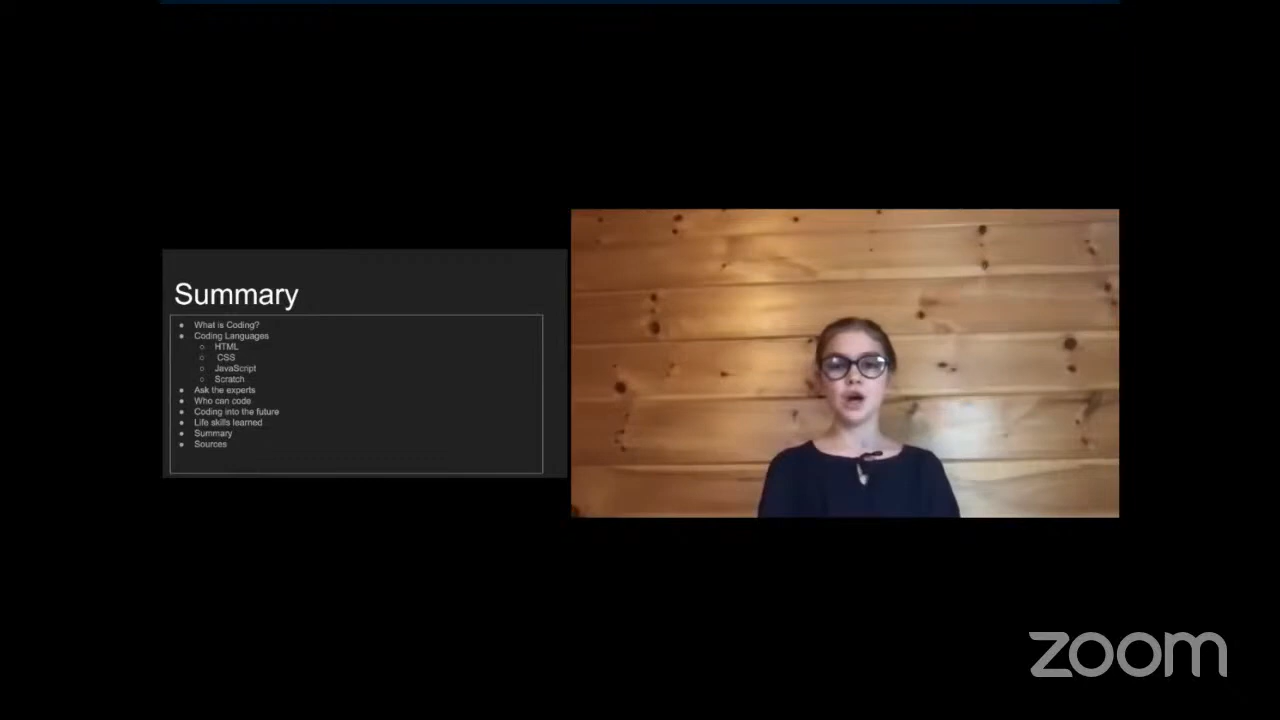 Summary
● What is Coding?
● Coding Languages
○ HTML
○ CSS
○ JavaScript
○ Scratch
● Ask the experts
● Who can code
● Coding into the future
● Life skills learned
● Summary
● Sources
zoom